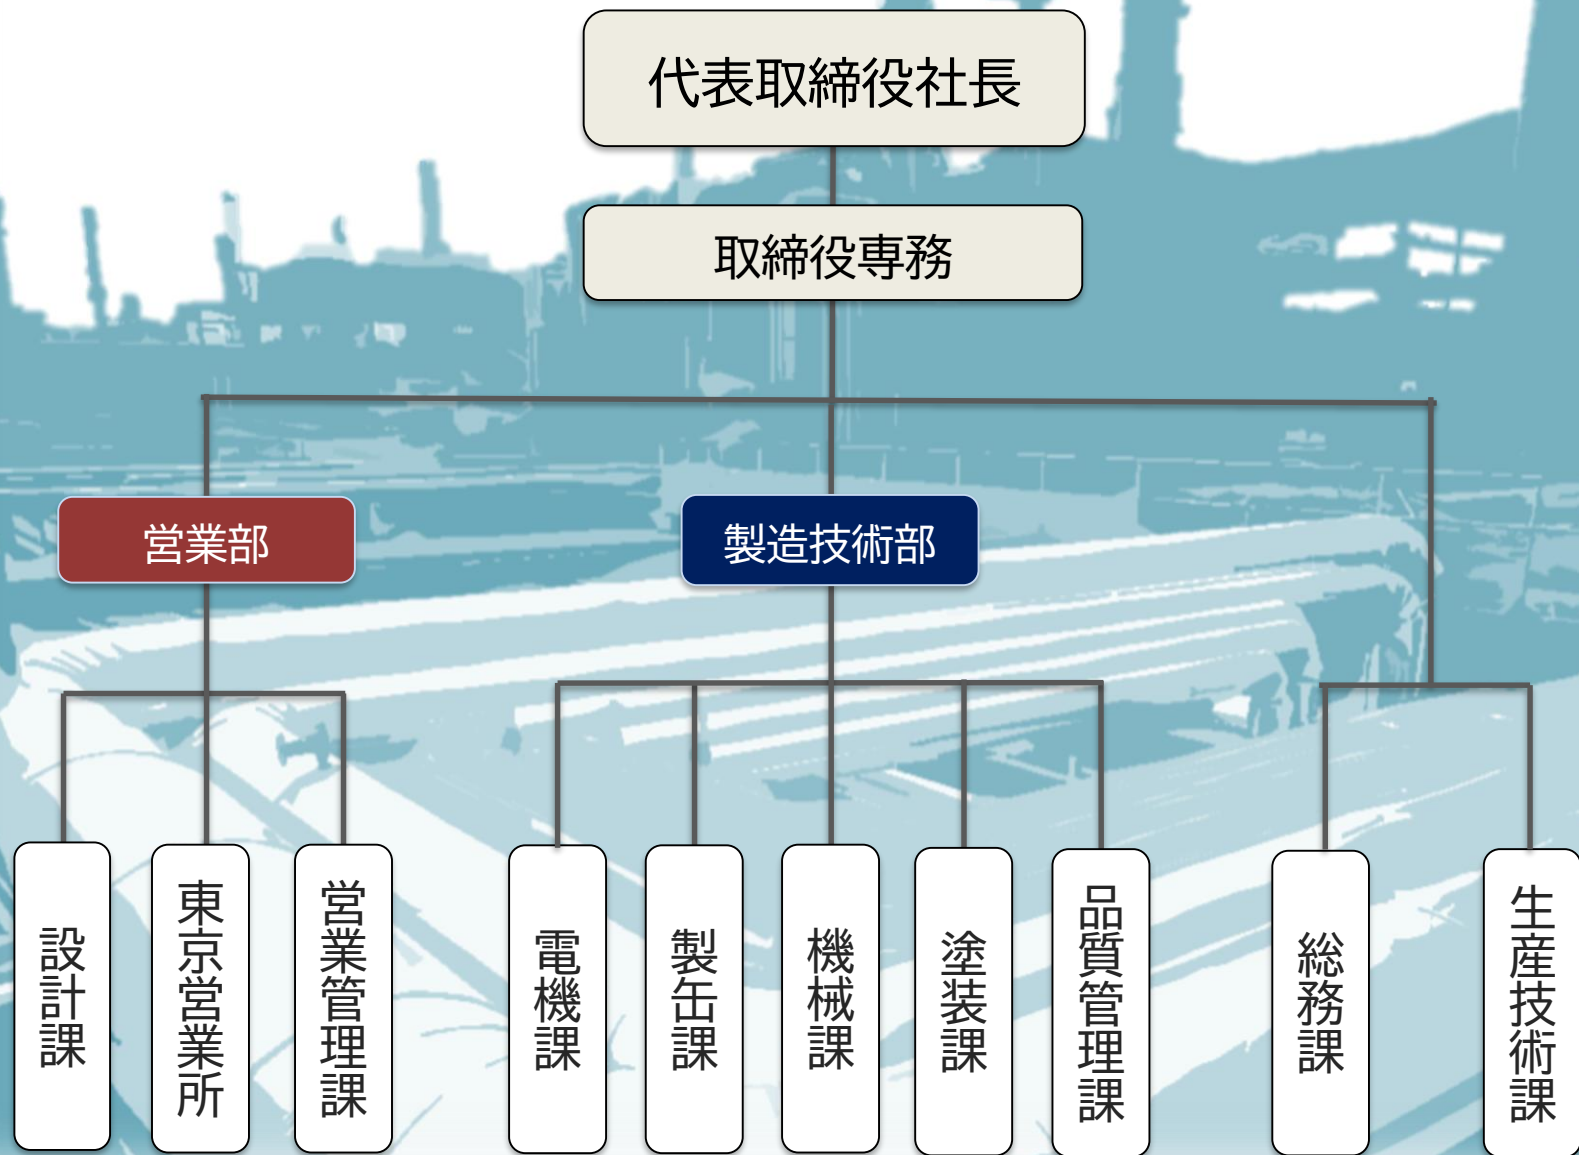 代表取締役社長
取締役専務
営業部
製造技術部
設計課
東京営業所
営業管理課
電機課
製缶課
機械課
塗装課
品質管理課
総務課
生産技術課